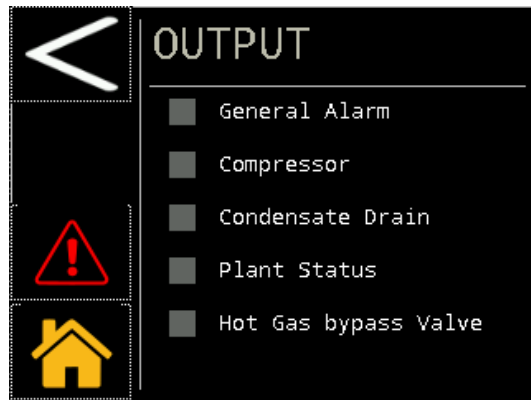 OUTPUT
General Alarm
Compressor
Condensate Drain
Plant Status
Hot Gas bypass Valve